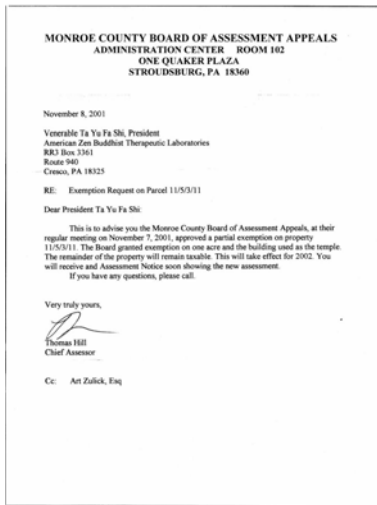 MONROE COUNTY BOARD OF ASSESSMENT APPEALS
ADMINISTRATION CENTER ROOM 102
ONE QUAKER PLAZA
STROUDSBURG, PA 18360
November 8, 2001
Venerable Ta Yu Fa Shi, President
American Zen Buddhist Therapeutic Laboratories
RR3 Box 3361
Route 940
Cresco, PA 18325
RE: Exemption Request on Parcel 11/5/3/11
Dear President Ta Yu Fa Shi:
This is to advise you the Monroe County Board of Assessment Appeals, at their
regular meeting on November 7, 2001, approved a partial exemption on property
11/5/3/11. The Board granted exemption on one acre and the building used as the temple.
The remainder of the property will remain taxable. This will take effect for 2002. You
will receive and Assessment Notice soon showing the new assessment.
If you have any questions, please call.
Very truly yours,
Thomas Hill
Chief Assessor
Cc: Art Zulick, Esq